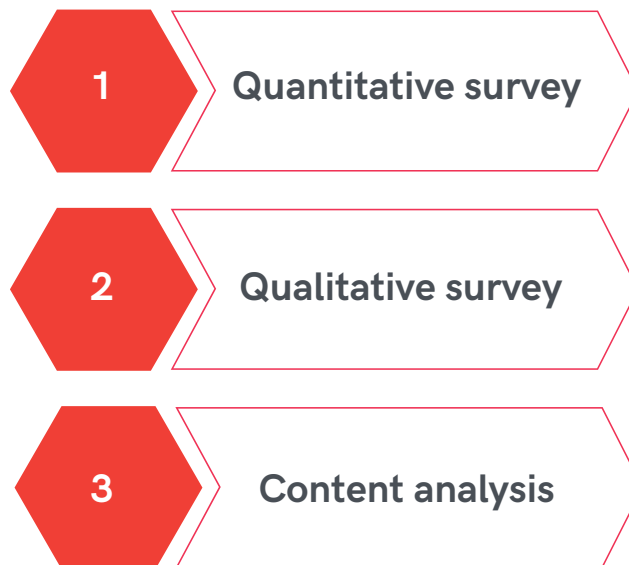 1
Quantitative survey
2
Qualitative survey
3
Content analysis